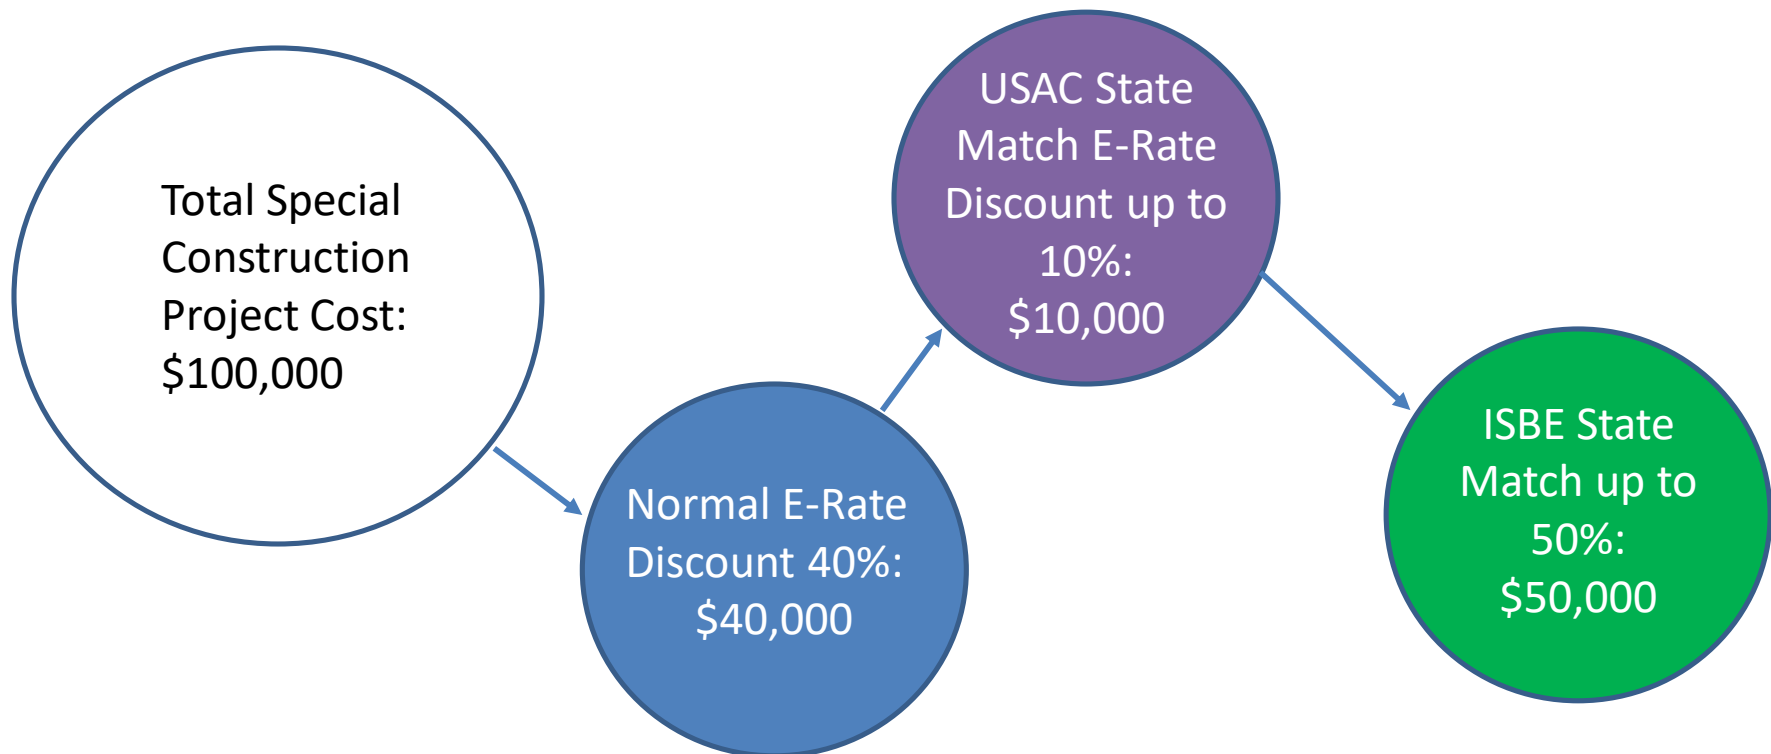 Total Special
Construction
Project Cost:
$100,000
Normal E-Rate
Discount 40%:
$40,000
USAC State
Match E-Rate
Discount up to
10%:
$10,000
ISBE State
Match up to
50%:
$50,000